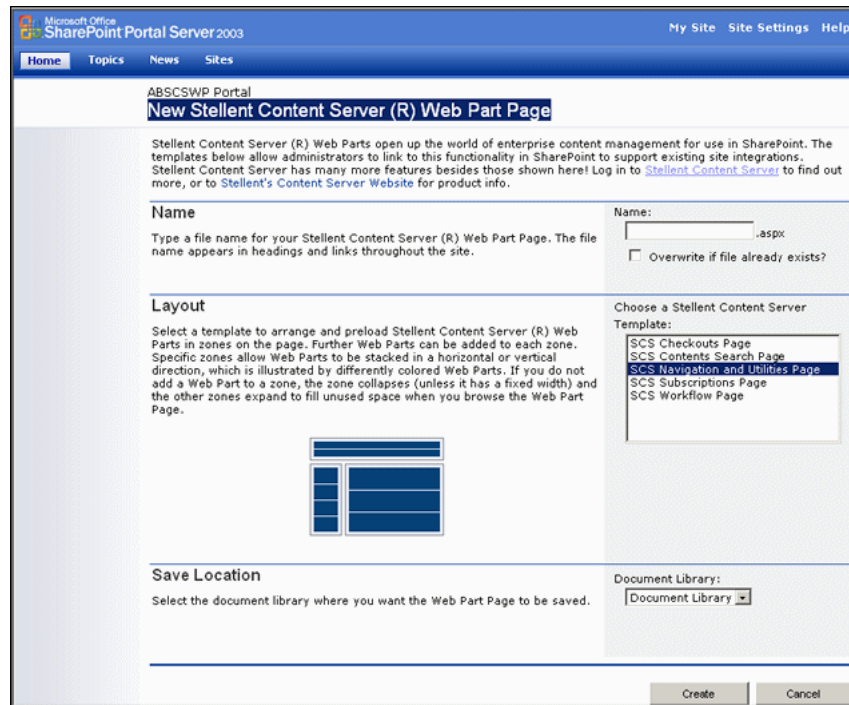 Microsoft Office
SharePoint Portal Server 2003
My Site Site Settings Help
Home Topics News Sites
ABSCSWP Portal
New Stellent Content Server (R) Web Part Page
Stellent Content Server (R) Web Parts open up the world of enterprise content management for use in SharePoint. The
templates below allow administrators to link to this functionality in SharePoint to support existing site integrations.
Stellent Content Server has many more features besides those shown here! Log in to Stellent Content Server to find out
more, or to Stellent's Content Server Website for product info.
Name
Type a file name for your Stellent Content Server (R) Web Part Page. The file
name appears in headings and links throughout the site.
Name:
.aspx
Overwrite if file already exists?
Layout
Select a template to arrange and preload Stellent Content Server (R) Web
Parts in zones on the page. Further Web Parts can be added to each zone.
Specific zones allow Web Parts to be stacked in a horizontal or vertical
direction, which is illustrated by differently colored Web Parts. If you do not
add a Web Part to a zone, the zone collapses (unless it has a fixed width) and
the other zones expand to fill unused space when you browse the Web Part
Page.
Choose a Stellent Content Server
Template:
SCS Checkouts Page
SCS Contents Search Page
SCS Navigation and Utilities Page
SCS Subscriptions Page
SCS Workflow Page
Save Location
Select the document library where you want the Web Part Page to be saved.
Document Library:
Document Library
Create Cancel